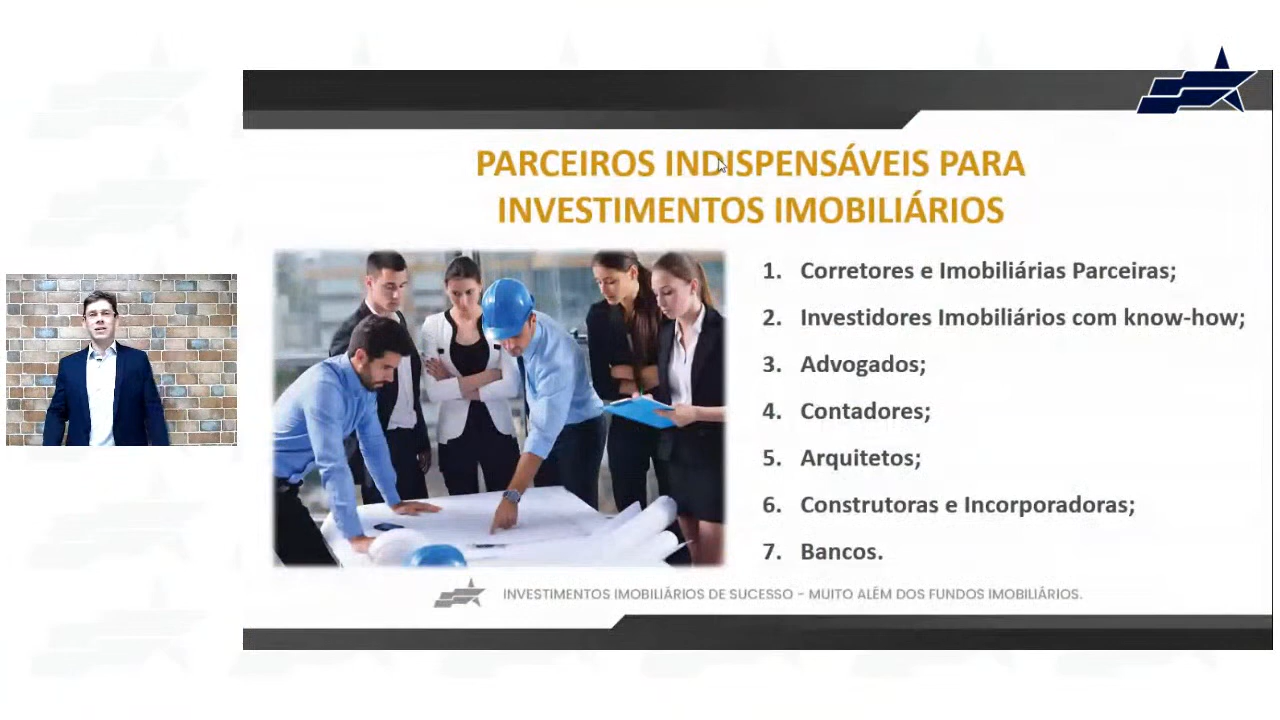 PARCEIROS INDISPENSÁVEIS PARA
INVESTIMENTOS IMOBILIÁRIOS
1. Corretores e Imobiliárias Parceiras;
2. Investidores Imobiliários com know-how;
3. Advogados;
4. Contadores;
5. Arquitetos;
6. Construtoras e Incorporadoras;
7. Bancos.
INVESTIMENTOS IMOBILIÁRIOS DE SUCESSO – MUITO ALÉM DOS FUNDOS IMOBILIÁRIOS.